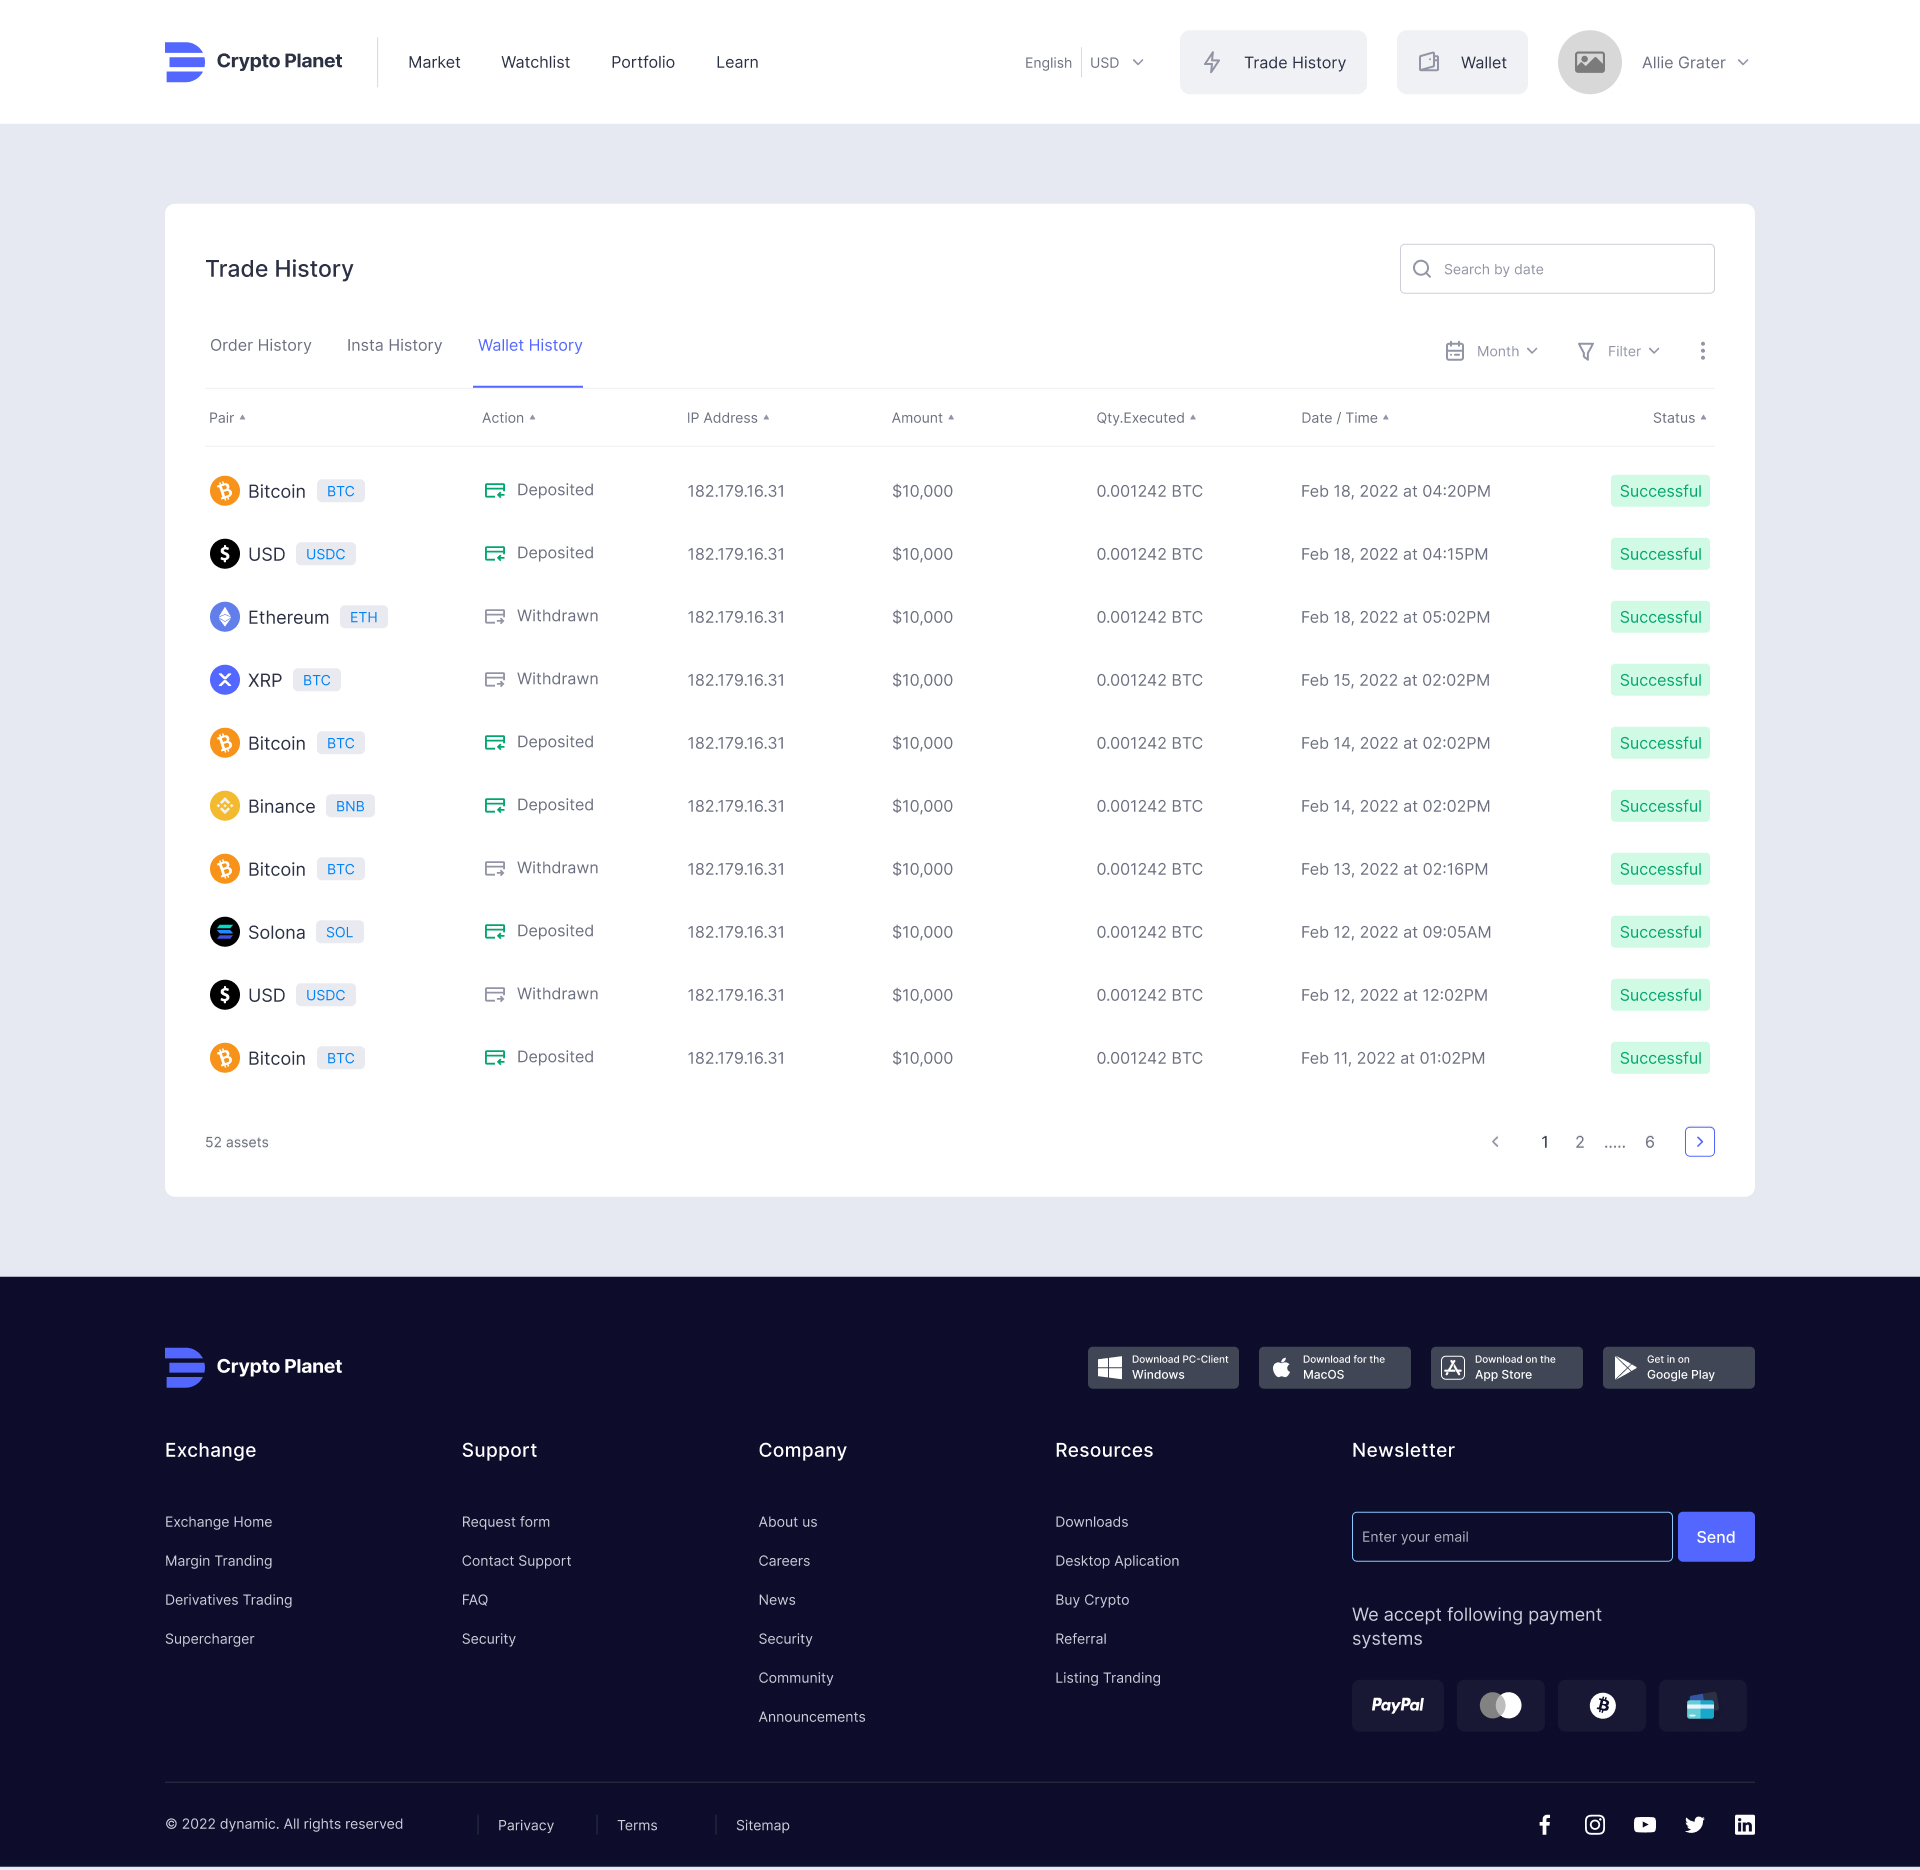 Crypto Planet
Market Watchlist Portfolio Learn
English USD
Trade History
Wallet
Allie Grater
Trade History
Search by date
Order History Insta History Wallet History
Month Filter
Pair Action IP Address Amount Qty.Executed Date / Time Status
Bitcoin BTC Deposited 182.179.16.31 $10,000 0.001242 BTC Feb 18, 2022 at 04:20PM Successful
USD USDC Deposited 182.179.16.31 $10,000 0.001242 BTC Feb 18, 2022 at 04:15PM Successful
Ethereum ETH Withdrawn 182.179.16.31 $10,000 0.001242 BTC Feb 18, 2022 at 05:02PM Successful
XRP BTC Withdrawn 182.179.16.31 $10,000 0.001242 BTC Feb 15, 2022 at 02:02PM Successful
Bitcoin BTC Deposited 182.179.16.31 $10,000 0.001242 BTC Feb 14, 2022 at 02:02PM Successful
Binance BNB Deposited 182.179.16.31 $10,000 0.001242 BTC Feb 14, 2022 at 02:02PM Successful
Bitcoin BTC Withdrawn 182.179.16.31 $10,000 0.001242 BTC Feb 13, 2022 at 02:16PM Successful
Solona SOL Deposited 182.179.16.31 $10,000 0.001242 BTC Feb 12, 2022 at 09:05AM Successful
USD USDC Withdrawn 182.179.16.31 $10,000 0.001242 BTC Feb 12, 2022 at 12:02PM Successful
Bitcoin BTC Deposited 182.179.16.31 $10,000 0.001242 BTC Feb 11, 2022 at 01:02PM Successful
52 assets
1 2 ..... 6
Crypto Planet
Download PC-Client
Windows
Download for the
MacOS
Download on the
App Store
Get in on
Google Play
Exchange
Exchange Home
Margin Tranding
Derivatives Trading
Supercharger
Support
Request form
Contact Support
FAQ
Security
Company
About us
Careers
News
Security
Community
Announcements
Resources
Downloads
Desktop Aplication
Buy Crypto
Referral
Listing Tranding
Newsletter
Enter your email
Send
We accept following payment
systems
PayPal
© 2022 dynamic. All rights reserved
Parivacy
Terms
Sitemap